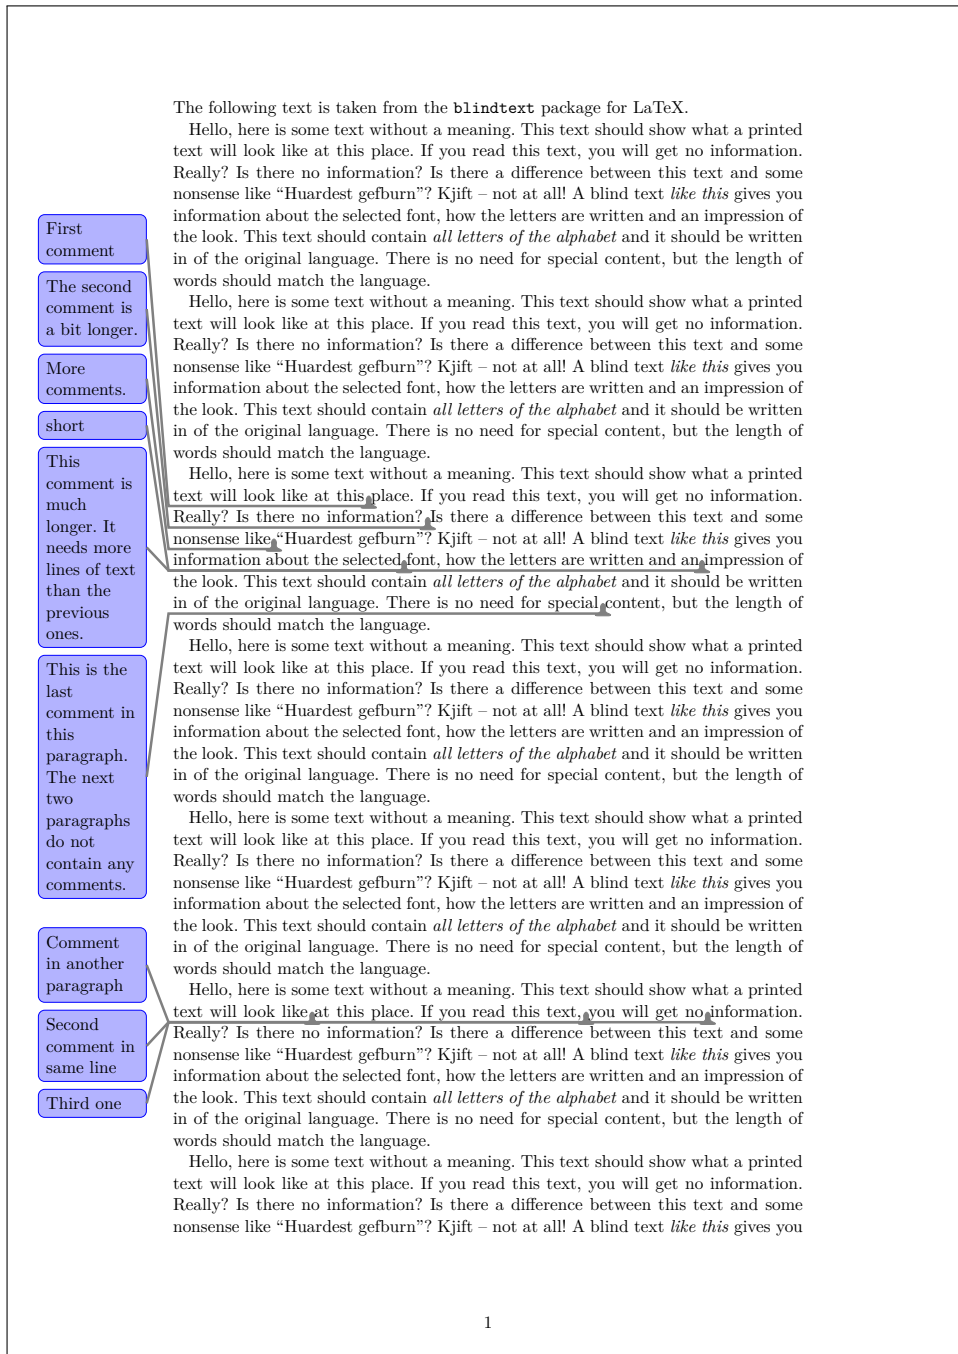 The following text is taken from the blindtext package for LaTeX.
Hello, here is some text without a meaning. This text should show what a printed
text will look like at this place. If you read this text, you will get no information.
Really? Is there no information? Is there a difference between this text and some
nonsense like “Huardest gefburn”? Kjift – not at all! A blind text like this gives you
information about the selected font, how the letters are written and an impression of
the look. This text should contain all letters of the alphabet and it should be written
in of the original language. There is no need for special content, but the length of
words should match the language.
Hello, here is some text without a meaning. This text should show what a printed
text will look like at this place. If you read this text, you will get no information.
Really? Is there no information? Is there a difference between this text and some
nonsense like “Huardest gefburn”? Kjift – not at all! A blind text like this gives you
information about the selected font, how the letters are written and an impression of
the look. This text should contain all letters of the alphabet and it should be written
in of the original language. There is no need for special content, but the length of
words should match the language.
Hello, here is some text without a meaning. This text should show what a printed
text will look like at this place. If you read this text, you will get no information.
Really? Is there no information? Is there a difference between this text and some
nonsense like “Huardest gefburn”? Kjift – not at all! A blind text like this gives you
information about the selected font, how the letters are written and an impression of
the look. This text should contain all letters of the alphabet and it should be written
in of the original language. There is no need for special content, but the length of
words should match the language.
Hello, here is some text without a meaning. This text should show what a printed
text will look like at this place. If you read this text, you will get no information.
Really? Is there no information? Is there a difference between this text and some
nonsense like “Huardest gefburn”? Kjift – not at all! A blind text like this gives you
information about the selected font, how the letters are written and an impression of
the look. This text should contain all letters of the alphabet and it should be written
in of the original language. There is no need for special content, but the length of
words should match the language.
Hello, here is some text without a meaning. This text should show what a printed
text will look like at this place. If you read this text, you will get no information.
Really? Is there no information? Is there a difference between this text and some
nonsense like “Huardest gefburn”? Kjift – not at all! A blind text like this gives you
information about the selected font, how the letters are written and an impression of
the look. This text should contain all letters of the alphabet and it should be written
in of the original language. There is no need for special content, but the length of
words should match the language.
Hello, here is some text without a meaning. This text should show what a printed
text will look like at this place. If you read this text, you will get no information.
Really? Is there no information? Is there a difference between this text and some
nonsense like “Huardest gefburn”? Kjift – not at all! A blind text like this gives you
information about the selected font, how the letters are written and an impression of
the look. This text should contain all letters of the alphabet and it should be written
in of the original language. There is no need for special content, but the length of
words should match the language.
Hello, here is some text without a meaning. This text should show what a printed
text will look like at this place. If you read this text, you will get no information.
Really? Is there no information? Is there a difference between this text and some
nonsense like “Huardest gefburn”? Kjift – not at all! A blind text like this gives you
First
comment
The second
comment is
a bit longer.
More
comments.
short
This
comment is
much
longer. It
needs more
lines of text
than the
previous
ones.
This is the
last
comment in
this
paragraph.
The next
two
paragraphs
do not
contain any
comments.
Comment
in another
paragraph
Second
comment in
same line
Third one
1